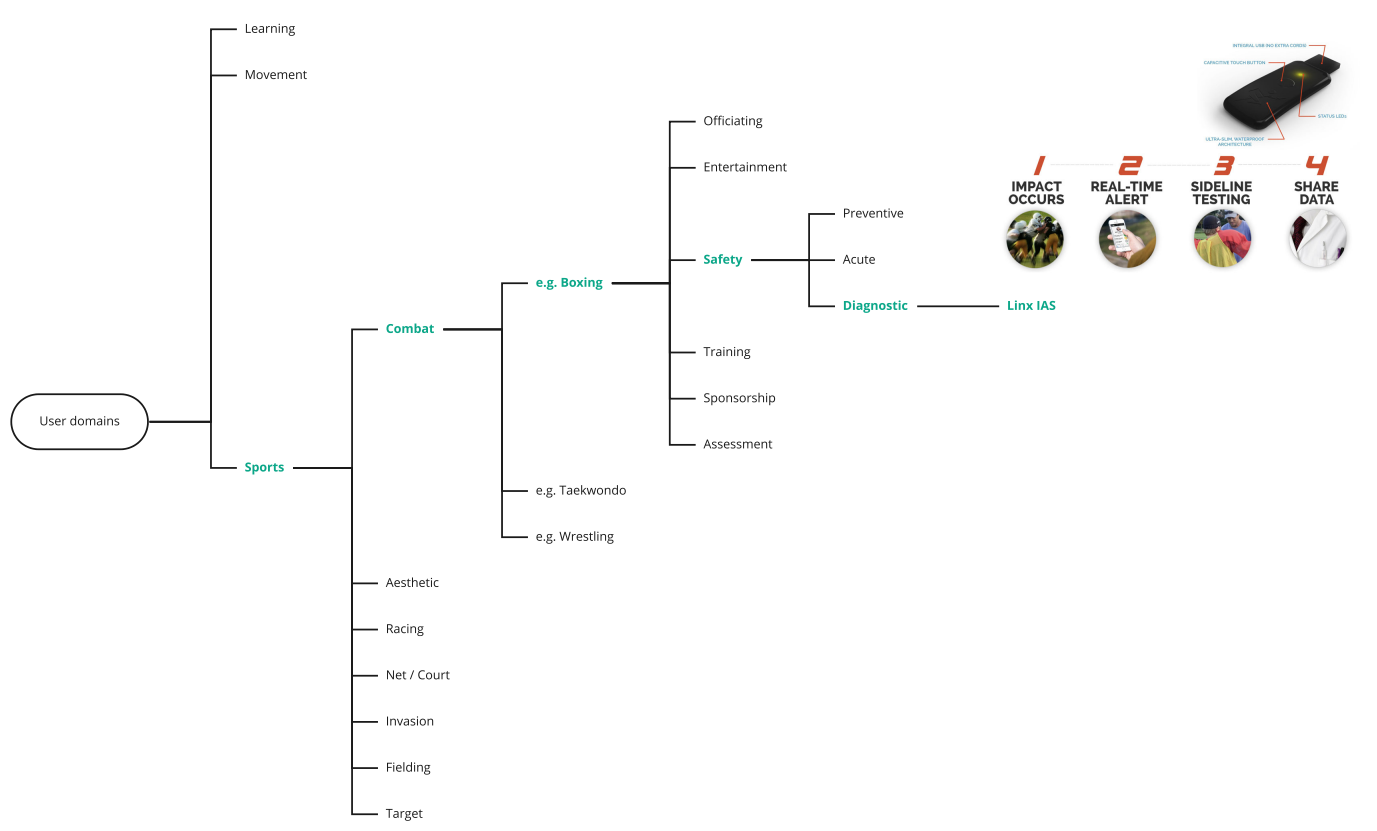 Learning
Movement
INTEGRAL USB (NO EXTRA CORDS)
CAPACITIVE TOUCH BUTTON
STATUS LEDs
ULTRA-SLIM, WATERPROOF
ARCHITECTURE
Officiating
Entertainment
1 2 3 4
IMPACT
OCCURS
REAL-TIME
ALERT
SIDELINE
TESTING
SHARE
DATA
Preventive
Safety
Acute
e.g. Boxing
Diagnostic
Linx IAS
Combat
Training
Sponsorship
User domains
Assessment
Sports
e.g. Taekwondo
e.g. Wrestling
Aesthetic
Racing
Net / Court
Invasion
Fielding
Target